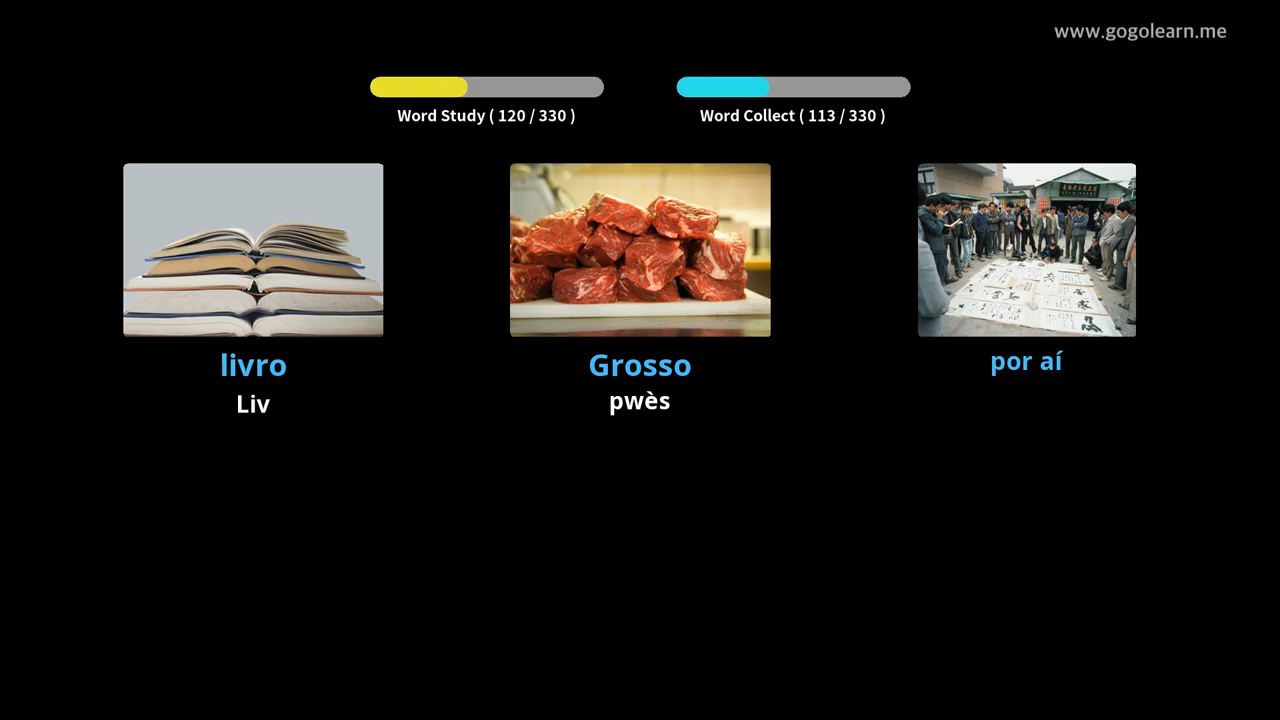 www.gogolearn.me
Word Study ( 120 / 330 )
Word Collect ( 113 / 330 )
livro
Liv
Grosso
pwès
por aí